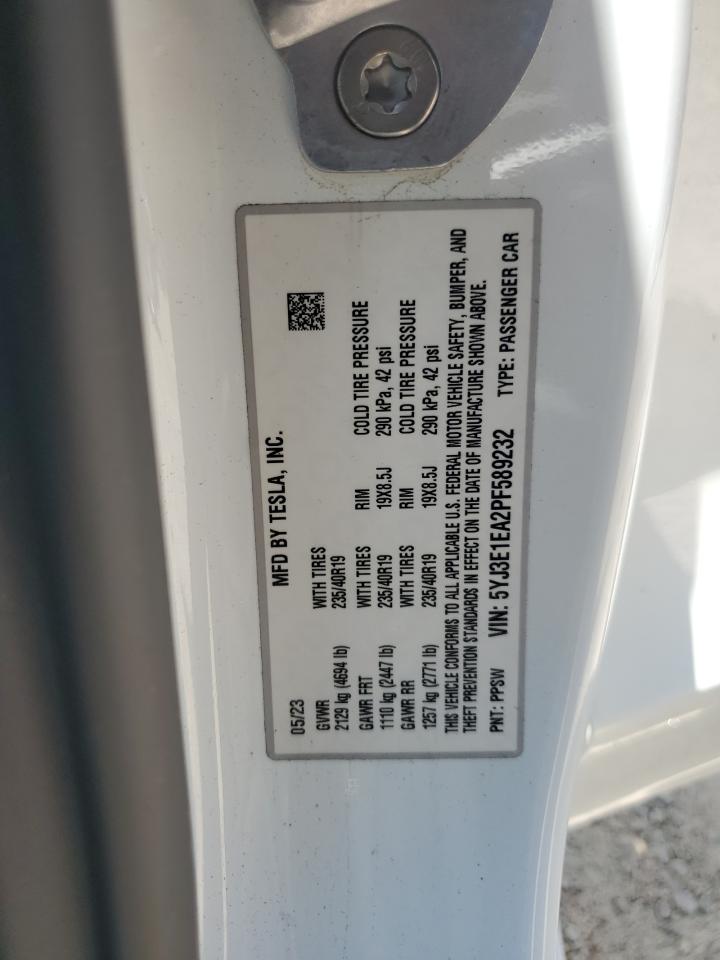 MFD BY TESLA, INC.
05/23
GVWR WITH TIRES
2129 kg (4694 lb) 235/40R19
GAWR FRT WITH TIRES RIM COLD TIRE PRESSURE
1110 kg (2447 lb) 235/40R19 19X8.5J 290 kPa, 42 psi
GAWR RR WITH TIRES RIM COLD TIRE PRESSURE
1257 kg (2771 lb) 235/40R19 19X8.5J 290 kPa, 42 psi
THIS VEHICLE CONFORMS TO ALL APPLICABLE U.S. FEDERAL MOTOR VEHICLE SAFETY, BUMPER, AND
THEFT PREVENTION STANDARDS IN EFFECT ON THE DATE OF MANUFACTURE SHOWN ABOVE.
PNT: PPSW VIN: 5YJ3E1EA2PF589232 TYPE: PASSENGER CAR